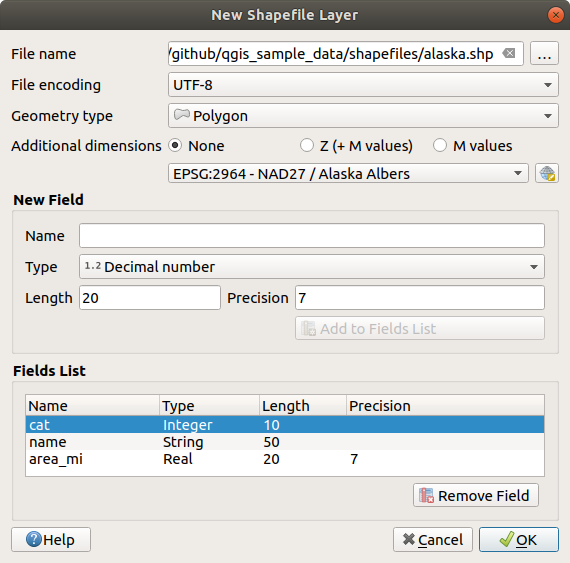 New Shapefile Layer
File name /github/qgis_sample_data/shapefiles/alaska.shp ...
File encoding UTF-8
Geometry type Polygon
Additional dimensions None Z (+ M values) M values
EPSG:2964 - NAD27 / Alaska Albers
New Field
Name
Type 1.2 Decimal number
Length 20 Precision 7
Add to Fields List
Fields List
Name Type Length Precision
cat Integer 10
name String 50
area_mi Real 20 7
Remove Field
Help Cancel OK